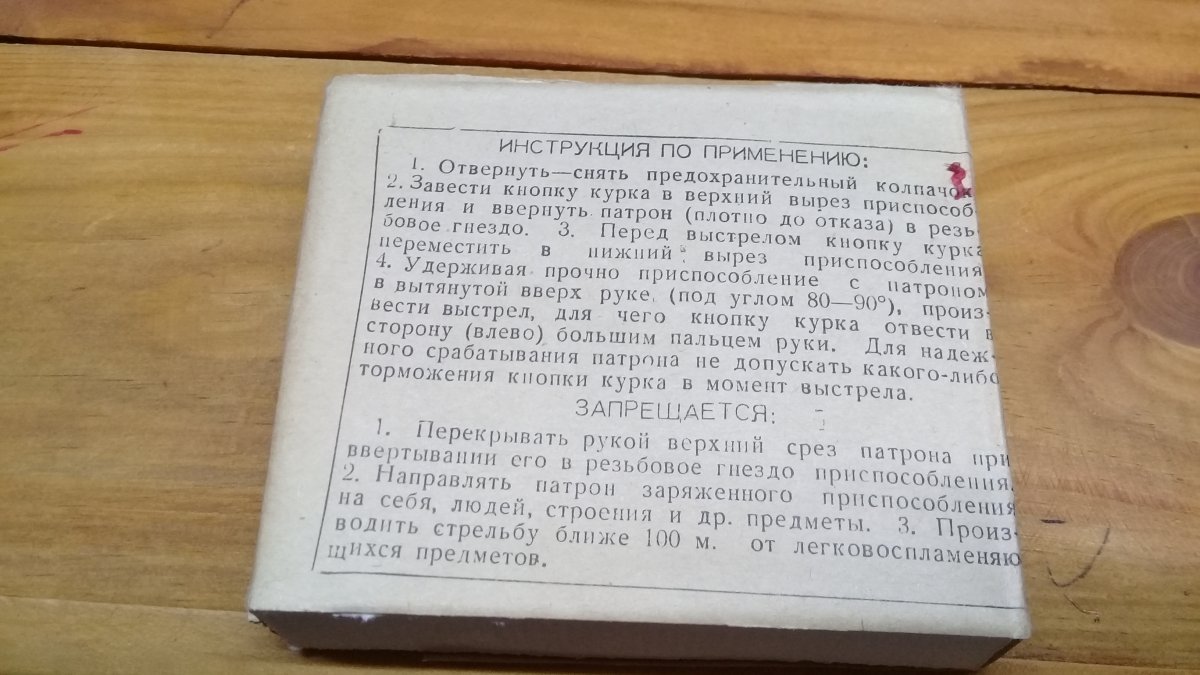 ИНСТРУКЦИЯ ПО ПРИМЕНЕНИЮ:
1. Отвернуть—снять предохранительный колпачок
2. Завести кнопку курка в верхний вырез приспособ-
ления и ввернуть патрон (плотно до отказа) в резь-
бовое гнездо. 3. Перед выстрелом кнопку курка
переместить в нижний вырез приспособления
4. Удерживая прочно приспособление с патроном
в вытянутой вверх руке, (под углом 80—90°), произ-
вести выстрел, для чего кнопку курка отвести в
сторону (влево) большим пальцем руки. Для надеж-
ного срабатывания патрона не допускать какого-либо
торможения кнопки курка в момент выстрела.
ЗАПРЕЩАЕТСЯ:
1. Перекрывать рукой верхний срез патрона при
ввертывании его в резьбовое гнездо приспособления.
2. Направлять патрон заряженного приспособления
на себя, людей, строения и др. предметы. 3. Произ-
водить стрельбу ближе 100 м. от легковоспламеняю
щихся предметов.